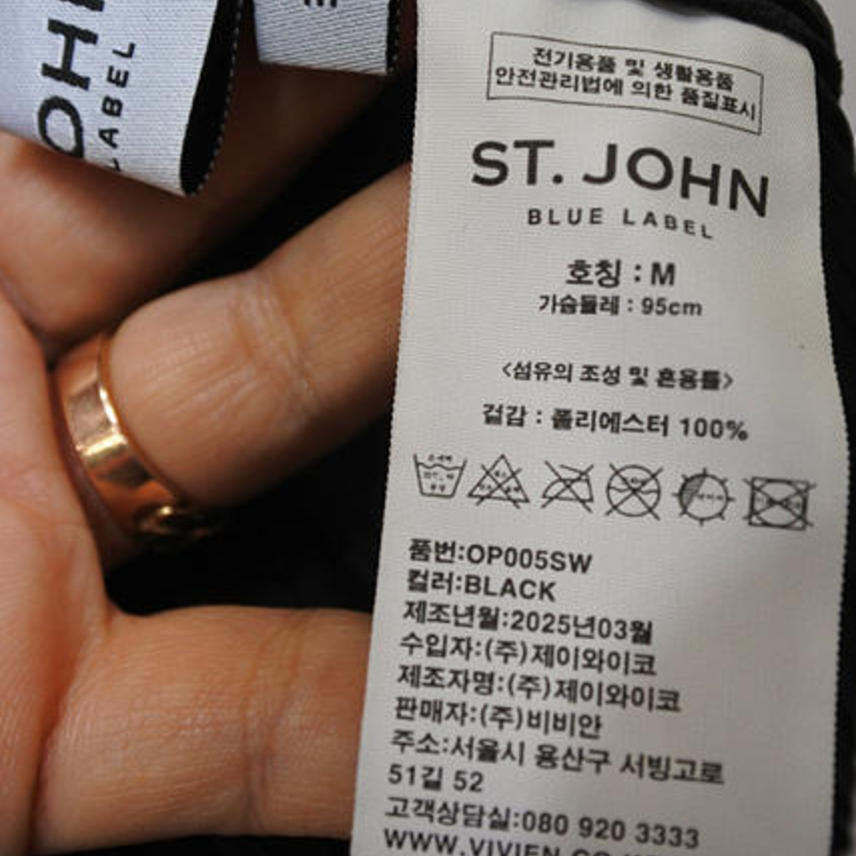 전기용품 및 생활용품
안전관리법에 의한 품질표시
ST. JOHN
BLUE LABEL
호칭 : M
가슴둘레 : 95cm
<섬유의 조성 및 혼용률>
겉감 : 폴리에스터 100%
품번:OP005SW
컬러:BLACK
제조년월:2025년03월
수입자:(주)제이와이코
제조자명:(주)제이와이코
판매자:(주)비비안
주소:서울시 용산구 서빙고로
51길 52
고객상담실:080 920 3333
LABEL